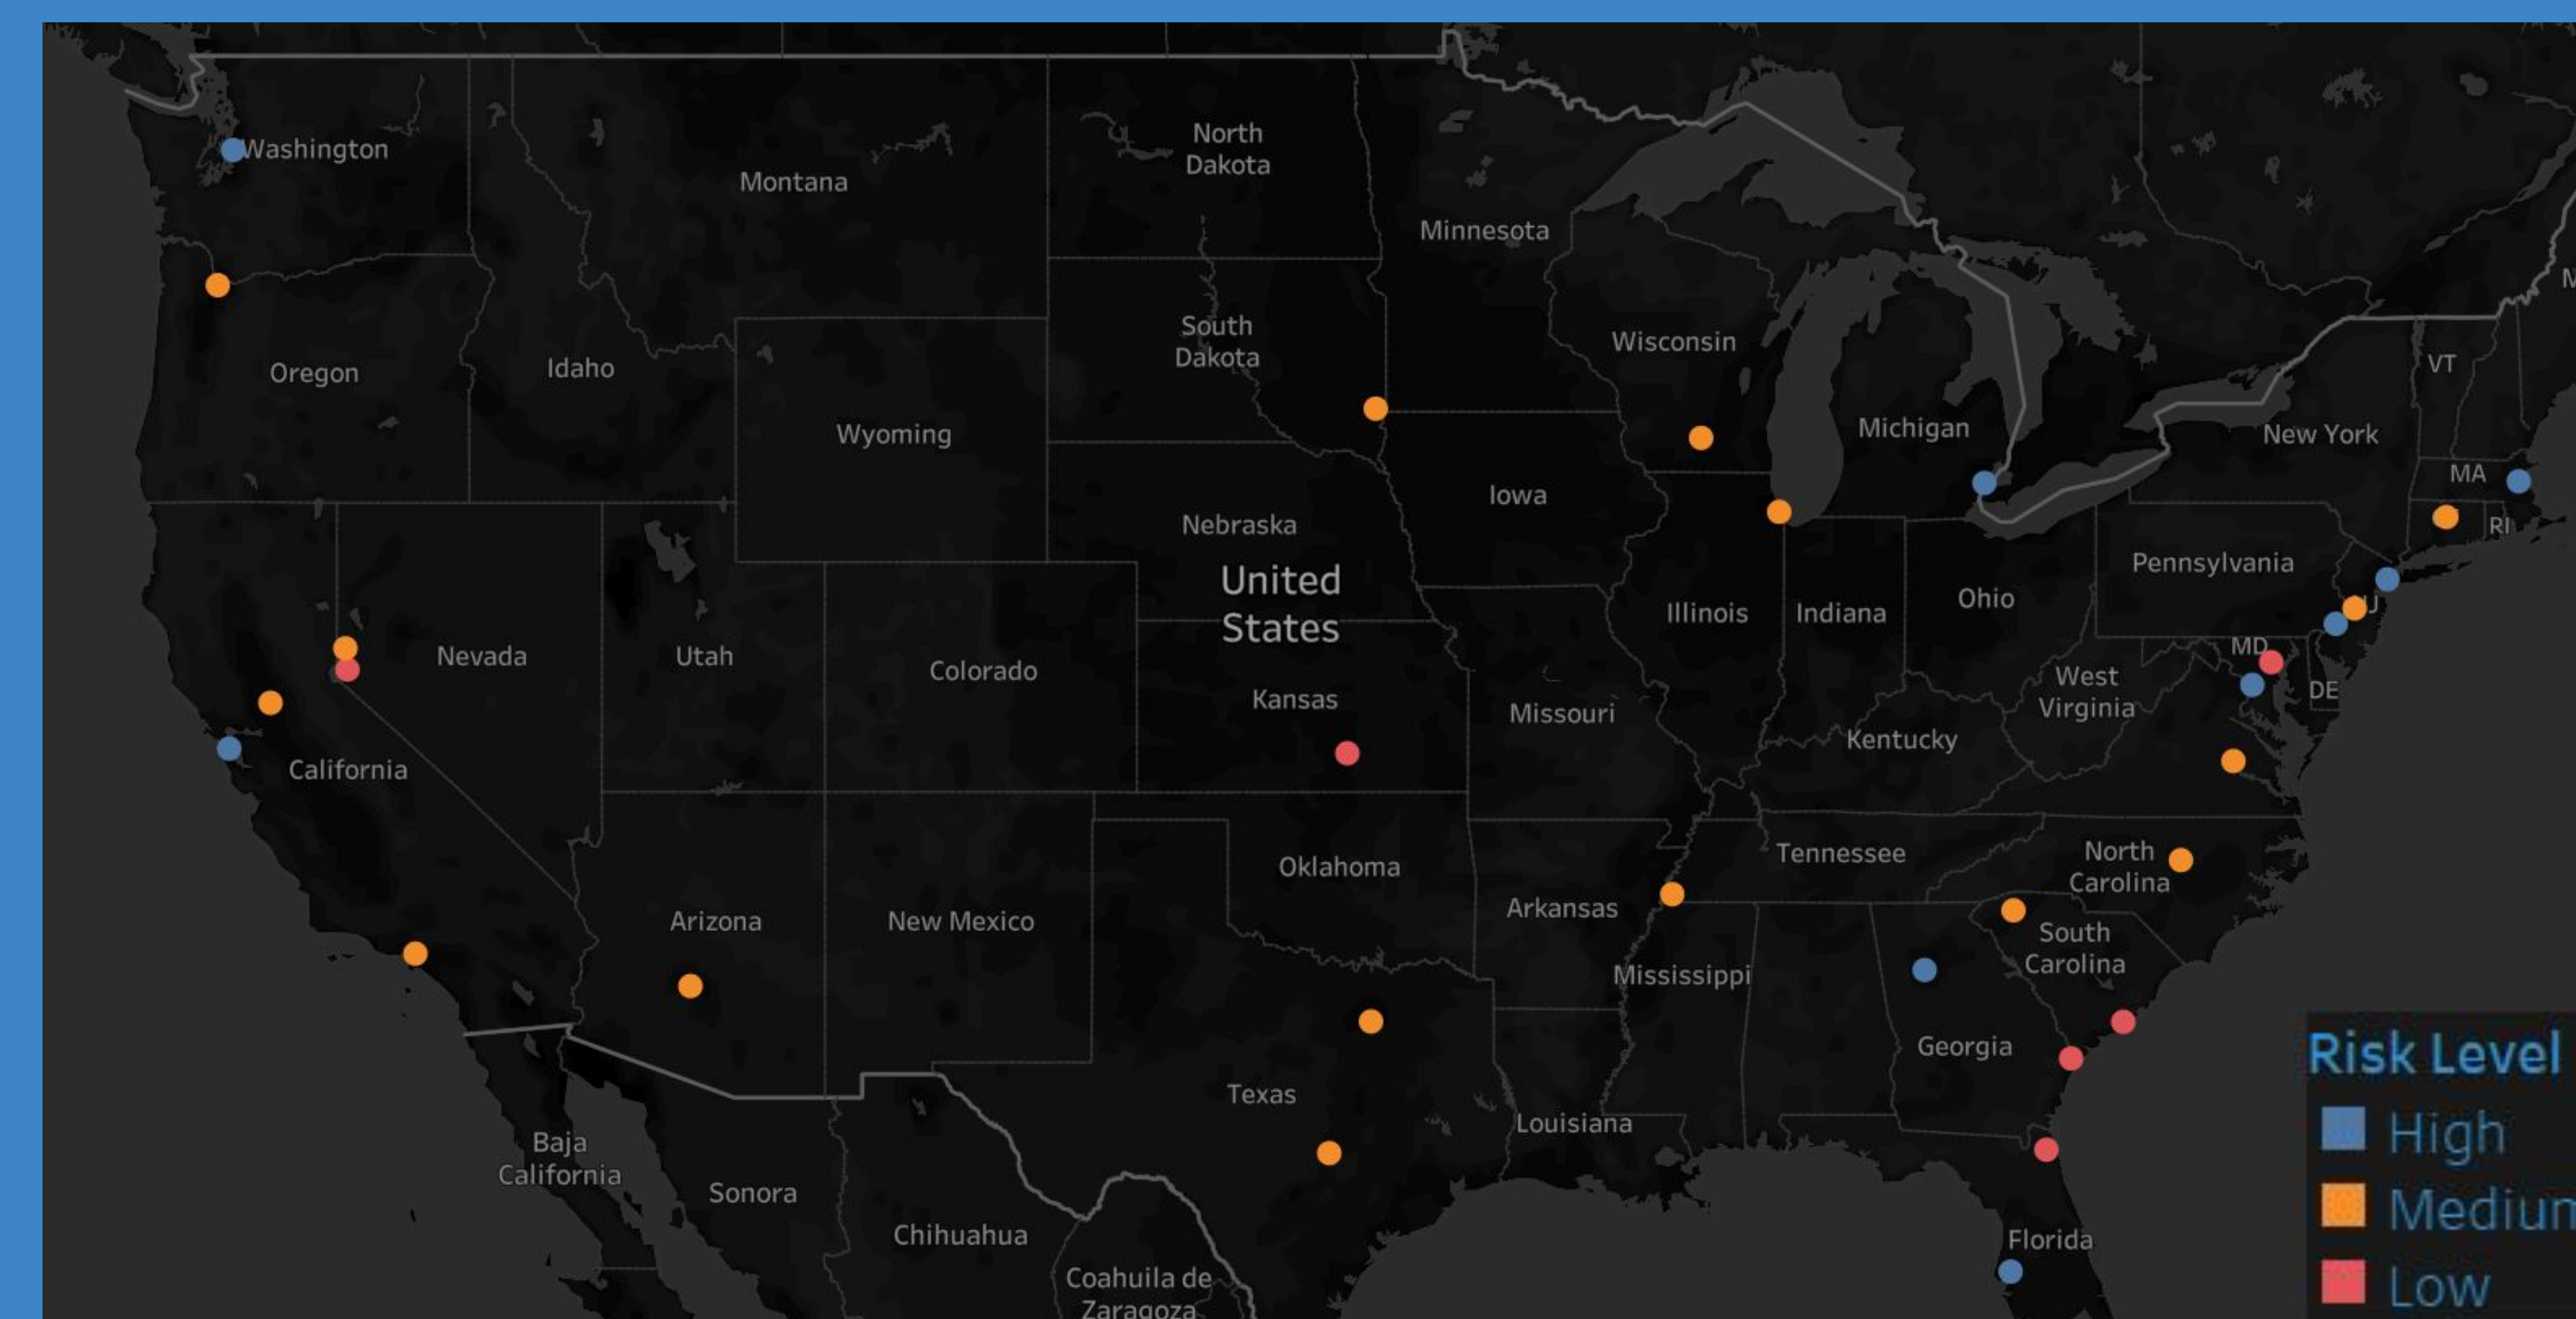 Washington
North
Dakota
Montana
Minnesota
M
South
Dakota
Wisconsin
VT
Oregon
Idaho
Wyoming
Michigan
New York
MA
Iowa
Nebraska
RI
Pennsylvania
United
States
Ohio
Illinois
Indiana
J
Nevada
Utah
Colorado
MD
West
Virginia
DE
Kansas
Missouri
Kentucky
California
Tennessee
North
Carolina
Oklahoma
Arkansas
Arizona
New Mexico
South
Carolina
Mississippi
Georgia
Texas
Louisiana
Baja
California
Sonora
Chihuahua
Florida
Coahuila de
Zaragoza
Risk Level
High
Medium
Low